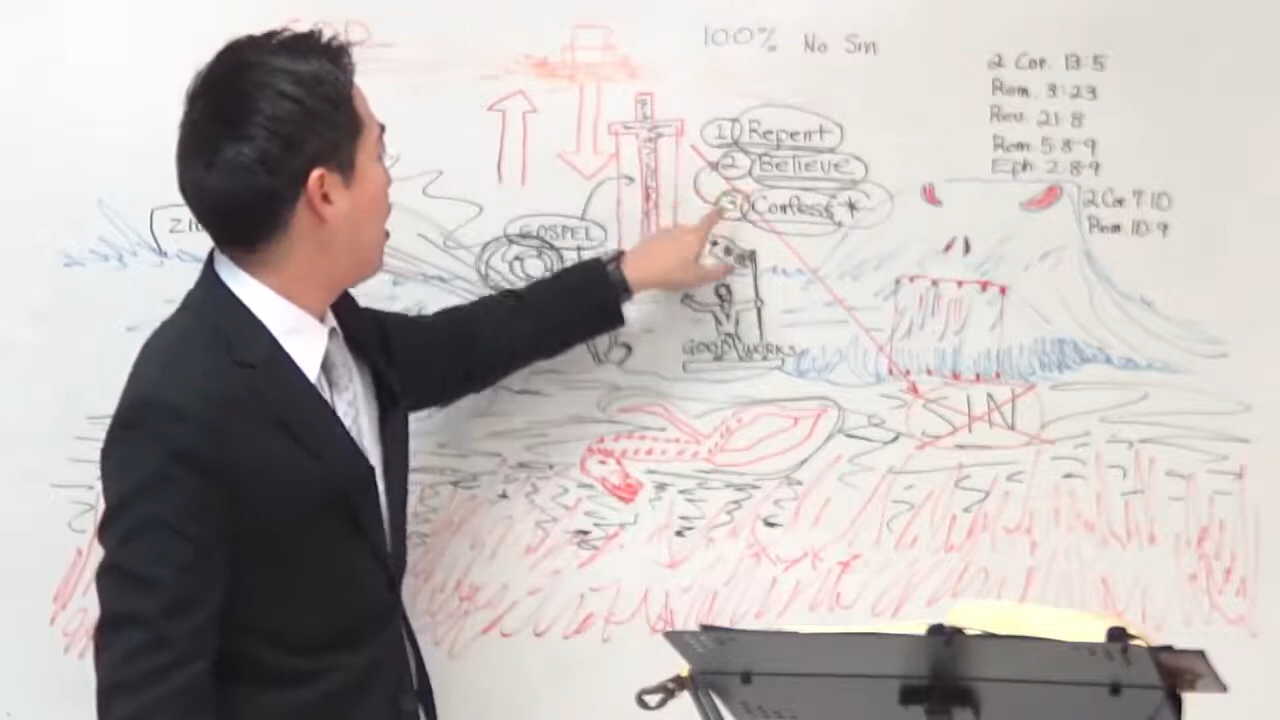 GOD
100% No Sin
2 Cor. 13:5
Rom. 3:23
Rev. 21:8
Rom 5:8-9
Eph 2:8-9
2 Cor 7:10
Rom. 10:9
1 Repent
2 Believe
3 Confess *
GOSPEL
GOOD WORKS
SIN